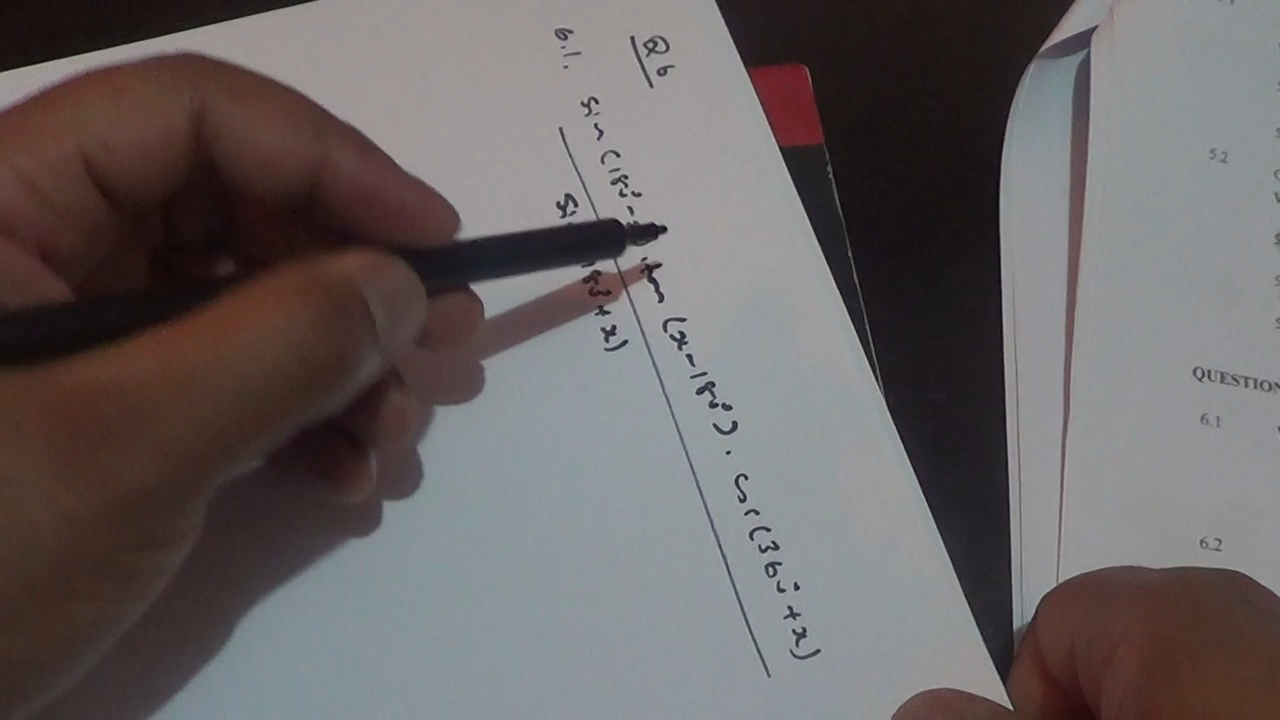 Q6
6.1. sin(180°- . tan (x-180°) . cos(360°+x)
180°+x)
5.2
QUESTION
6.1
6.2